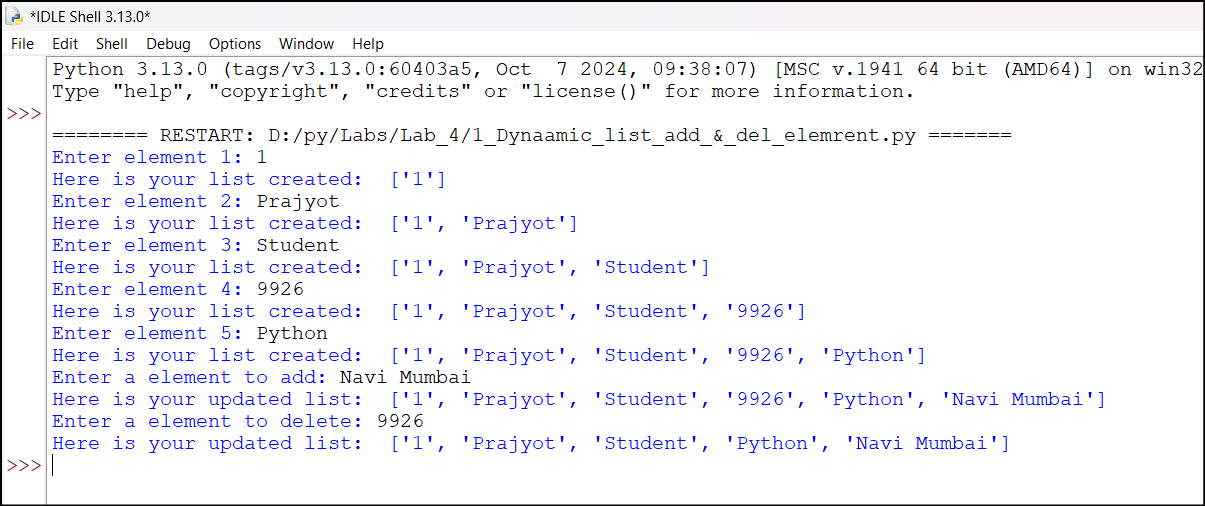 *IDLE Shell 3.13.0*
File Edit Shell Debug Options Window Help
Python 3.13.0 (tags/v3.13.0:60403a5, Oct  7 2024, 09:38:07) [MSC v.1941 64 bit (AMD64)] on win32
Type "help", "copyright", "credits" or "license()" for more information.
>>>
======== RESTART: D:/py/Labs/Lab_4/1_Dynaamic_list_add_&_del_elemrent.py =======
Enter element 1: 1
Here is your list created:  ['1']
Enter element 2: Prajyot
Here is your list created:  ['1', 'Prajyot']
Enter element 3: Student
Here is your list created:  ['1', 'Prajyot', 'Student']
Enter element 4: 9926
Here is your list created:  ['1', 'Prajyot', 'Student', '9926']
Enter element 5: Python
Here is your list created:  ['1', 'Prajyot', 'Student', '9926', 'Python']
Enter a element to add: Navi Mumbai
Here is your updated list:  ['1', 'Prajyot', 'Student', '9926', 'Python', 'Navi Mumbai']
Enter a element to delete: 9926
Here is your updated list:  ['1', 'Prajyot', 'Student', 'Python', 'Navi Mumbai']
>>>